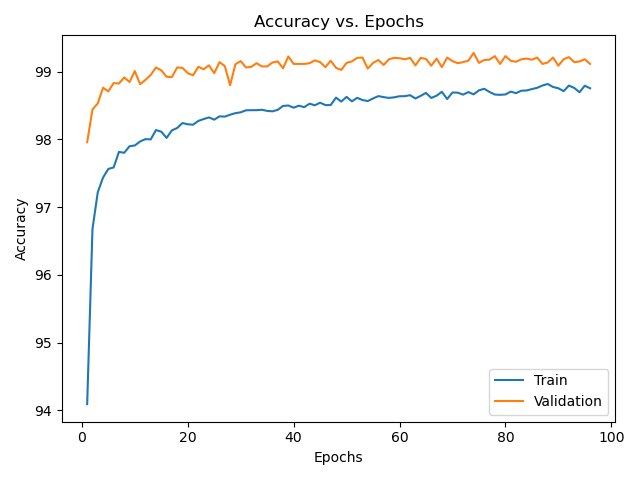 Accuracy vs. Epochs
99
98
97
96
95
94
Accuracy
0 20 40 60 80 100
Epochs
Train
Validation